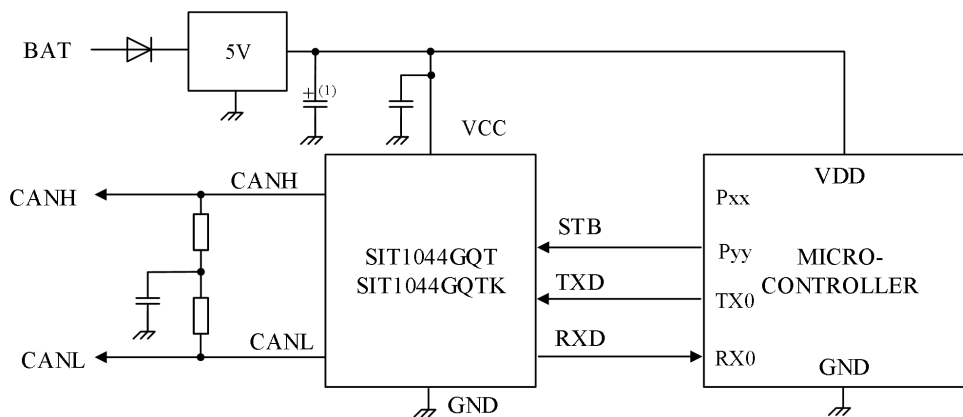 BAT
5V
+(1)
VCC
CANH
CANH
VDD
Pxx
STB
Pyy
SIT1044GQT
SIT1044GQTK
MICRO-
CONTROLLER
TXD
TX0
CANL
CANL
RXD
RX0
GND
GND